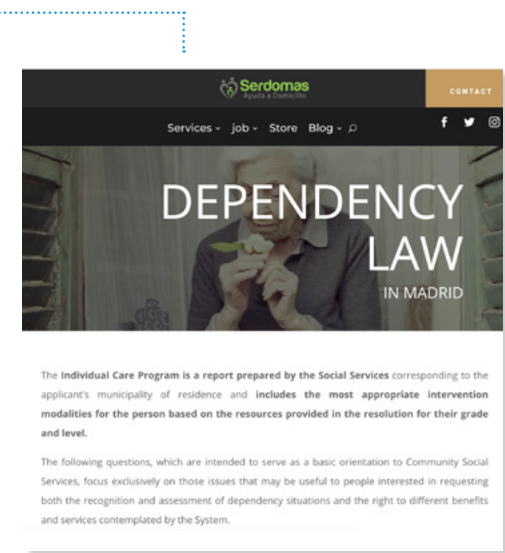 Serdomas
Ayuda a Domicilio
CONTACT
Services job Store Blog
DEPENDENCY
LAW
IN MADRID
The Individual Care Program is a report prepared by the Social Services corresponding to the
applicant's municipality of residence and includes the most appropriate intervention
modalities for the person based on the resources provided in the resolution for their grade
and level.
The following questions, which are intended to serve as a basic orientation to Community Social
Services, focus exclusively on those issues that may be useful to people interested in requesting
both the recognition and assessment of dependency situations and the right to different benefits
and services contemplated by the System.